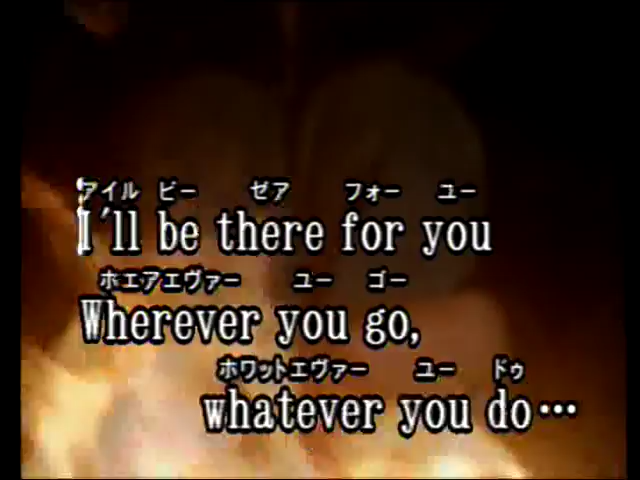 アイル ビー ゼア フォー ユー
I'll be there for you
ホエアエヴァー ユー ゴー
Wherever you go,
ホワットエヴァー ユー ドゥ
whatever you do…